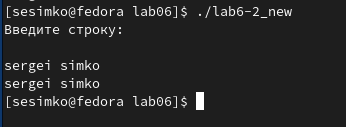 [sesimko@fedora lab06]$ ./lab6-2_new
Введите строку:
sergei simko
sergei simko
[sesimko@fedora lab06]$